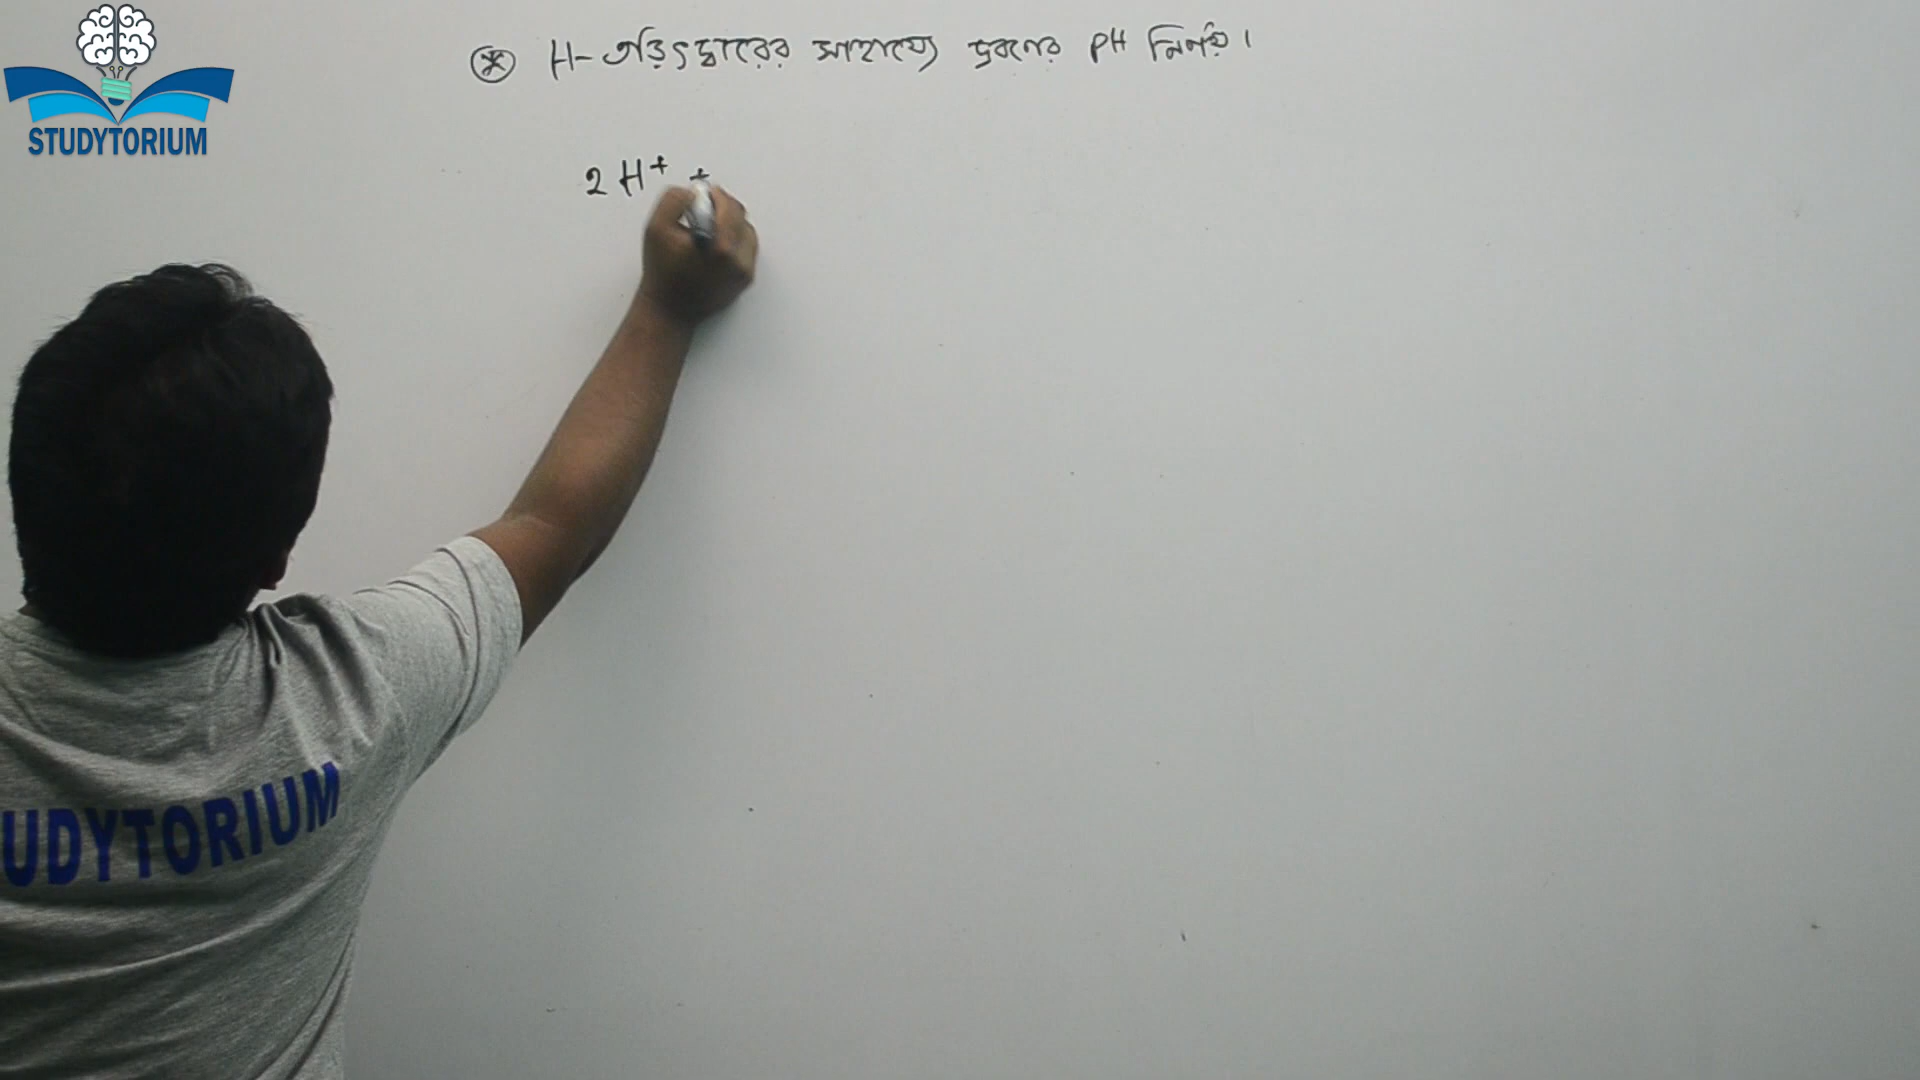 STUDYTORIUM
⊛ H- তড়িৎদ্বারের সাহায্যে দ্রবণের pH নির্ণয়।
2H⁺ +
UDYTORIUM